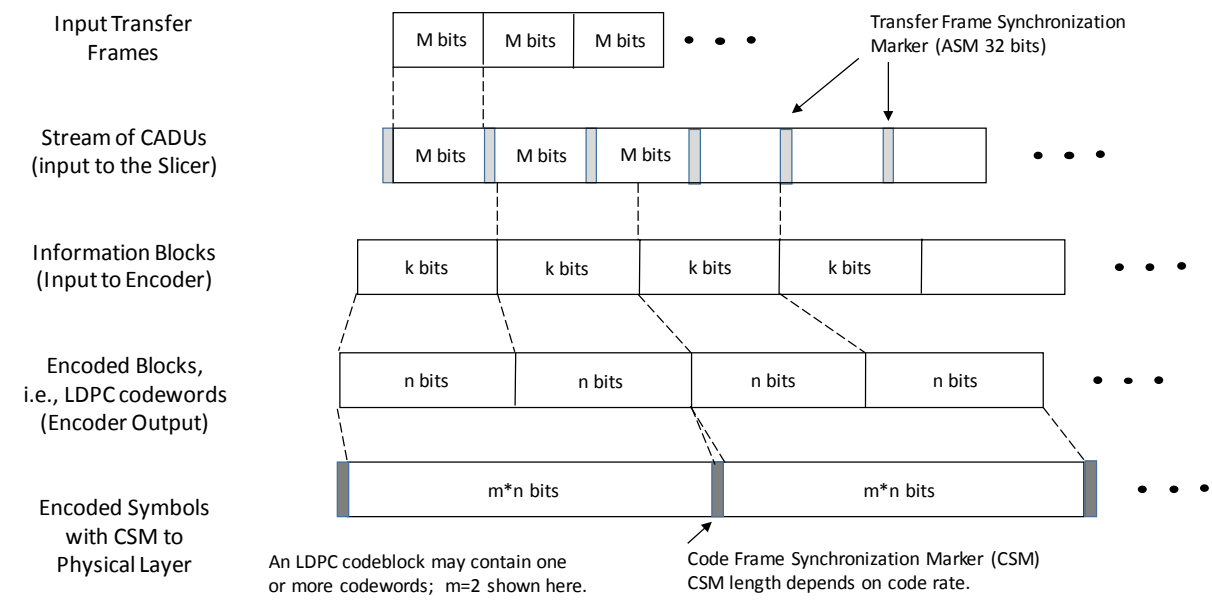 Input Transfer
Frames
M bits
M bits
M bits
Transfer Frame Synchronization
Marker (ASM 32 bits)
Stream of CADUs
(input to the Slicer)
M bits
M bits
M bits
Information Blocks
(Input to Encoder)
k bits
k bits
k bits
k bits
Encoded Blocks,
i.e., LDPC codewords
(Encoder Output)
n bits
n bits
n bits
n bits
Encoded Symbols
with CSM to
Physical Layer
m*n bits
m*n bits
An LDPC codeblock may contain one
or more codewords; m=2 shown here.
Code Frame Synchronization Marker (CSM)
CSM length depends on code rate.